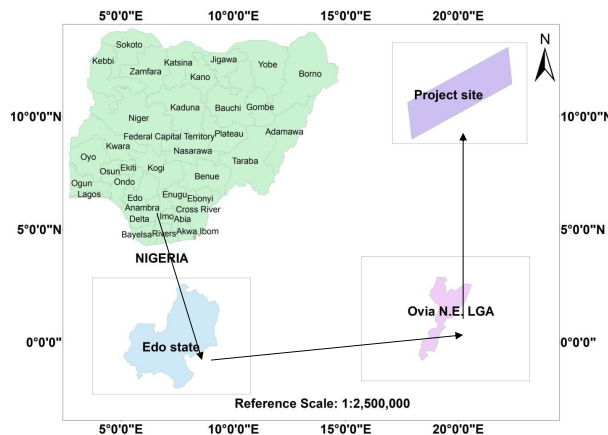 5°0'0"E 10°0'0"E 15°0'0"E 20°0'0"E
N
Sokoto
Kebbi
Zamfara
Katsina
Jigawa
Kano
Yobe
Borno
Project site
10°0'0"N
10°0'0"N
Kaduna
Bauchi
Gombe
Niger
Federal Capital Territory
Plateau
Adamawa
Kwara
Nasarawa
Oyo
Osun
Ekiti
Kogi
Taraba
Ogun
Ondo
Benue
Lagos
Edo
Enugu
Ebonyi
Anambra
Cross River
Delta
Imo
Abia
Bayelsa
Rivers
Akwa Ibom
5°0'0"N
5°0'0"N
NIGERIA
Ovia N.E. LGA
Edo state
0°0'0"
0°0'0"
Reference Scale: 1:2,500,000
5°0'0"E 10°0'0"E 15°0'0"E 20°0'0"E